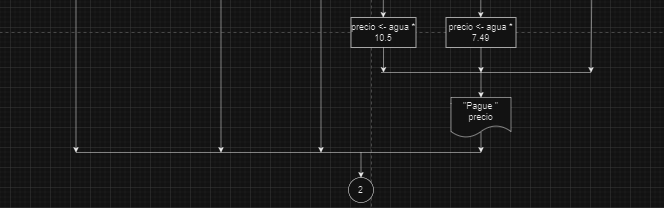 precio <- agua *
10.5
precio <- agua *
7.49
"Pague "
precio
2